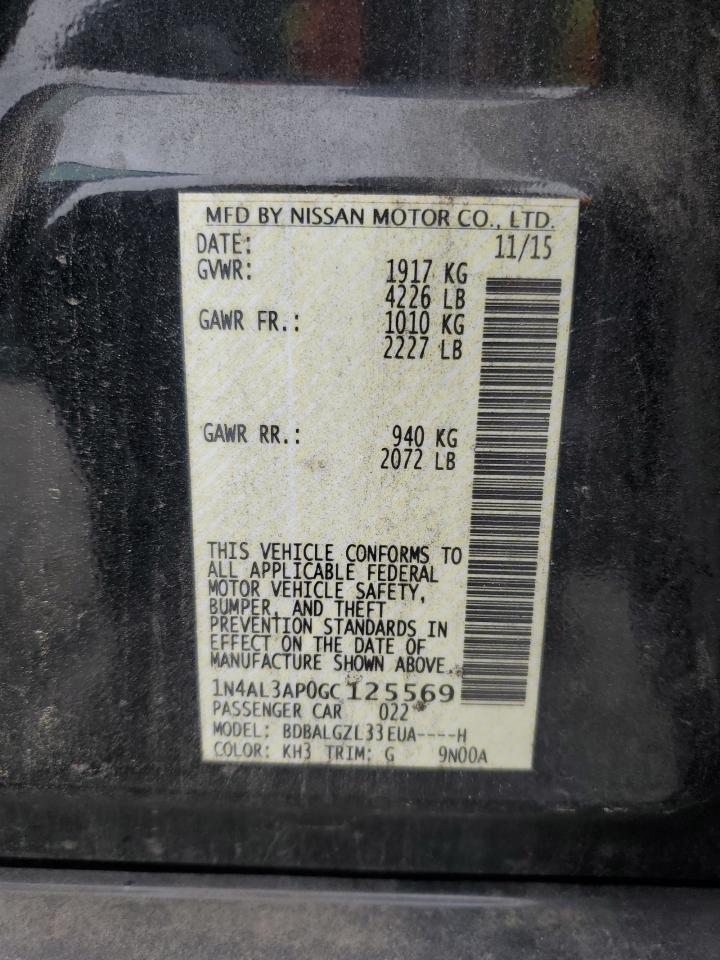 MFD BY NISSAN MOTOR CO., LTD.
DATE: 11/15
GVWR: 1917 KG
4226 LB
GAWR FR.: 1010 KG
2227 LB
GAWR RR.: 940 KG
2072 LB
THIS VEHICLE CONFORMS TO
ALL APPLICABLE FEDERAL
MOTOR VEHICLE SAFETY,
BUMPER, AND THEFT
PREVENTION STANDARDS IN
EFFECT ON THE DATE OF
MANUFACTURE SHOWN ABOVE.
1N4AL3AP0GC125569
PASSENGER CAR 022
MODEL: BDBALGZL33EUA----H
COLOR: KH3 TRIM: G 9N00A